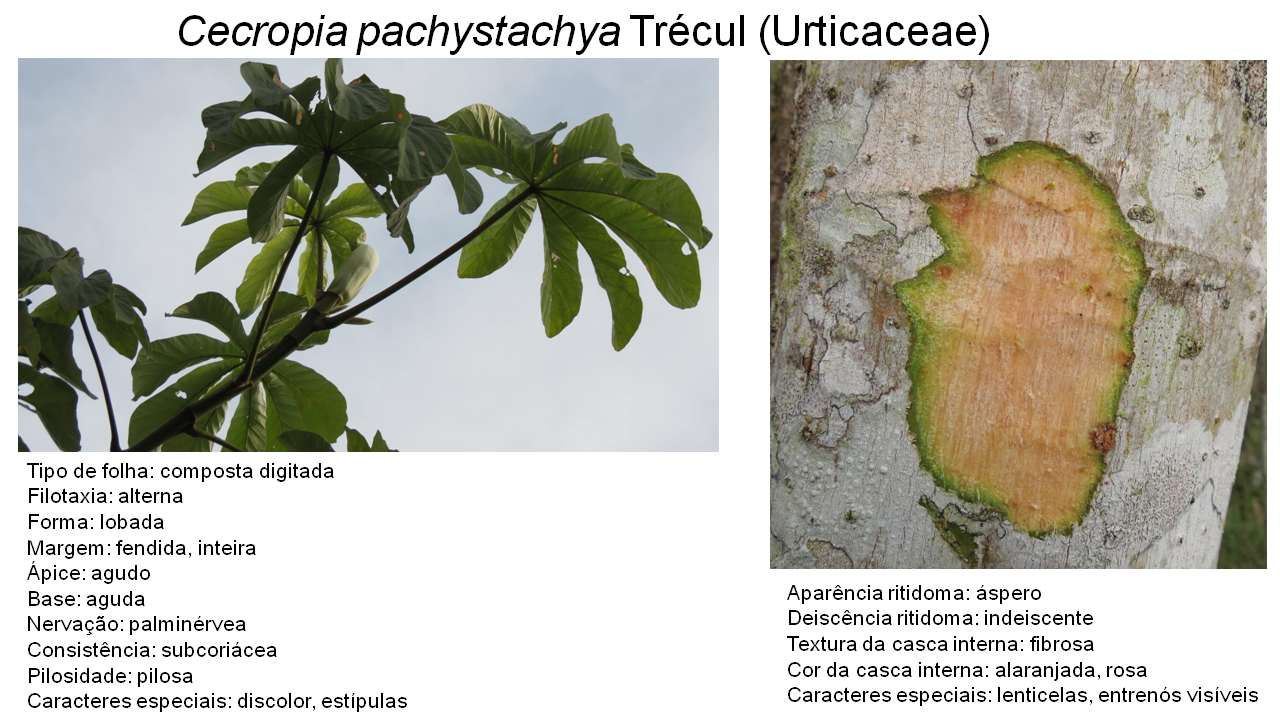 Cecropia pachystachya Trécul (Urticaceae)
Tipo de folha: composta digitada
Filotaxia: alterna
Forma: lobada
Margem: fendida, inteira
Ápice: agudo
Base: aguda
Nervação: palminérvea
Consistência: subcoriácea
Pilosidade: pilosa
Caracteres especiais: discolor, estípulas
Aparência ritidoma: áspero
Deiscência ritidoma: indeiscente
Textura da casca interna: fibrosa
Cor da casca interna: alaranjada, rosa
Caracteres especiais: lenticelas, entrenós visíveis